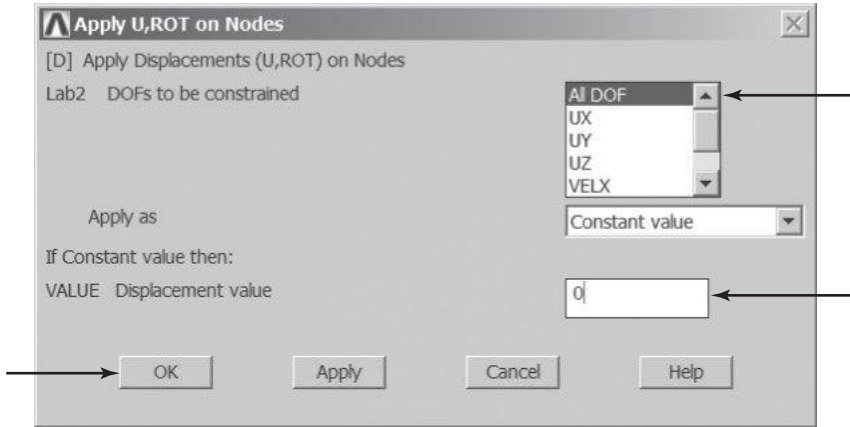 Apply U,ROT on Nodes
[D] Apply Displacements (U,ROT) on Nodes
Lab2 DOFs to be constrained
All DOF
UX
UY
UZ
VELX
Apply as
Constant value
If Constant value then:
VALUE Displacement value
0
OK Apply Cancel Help